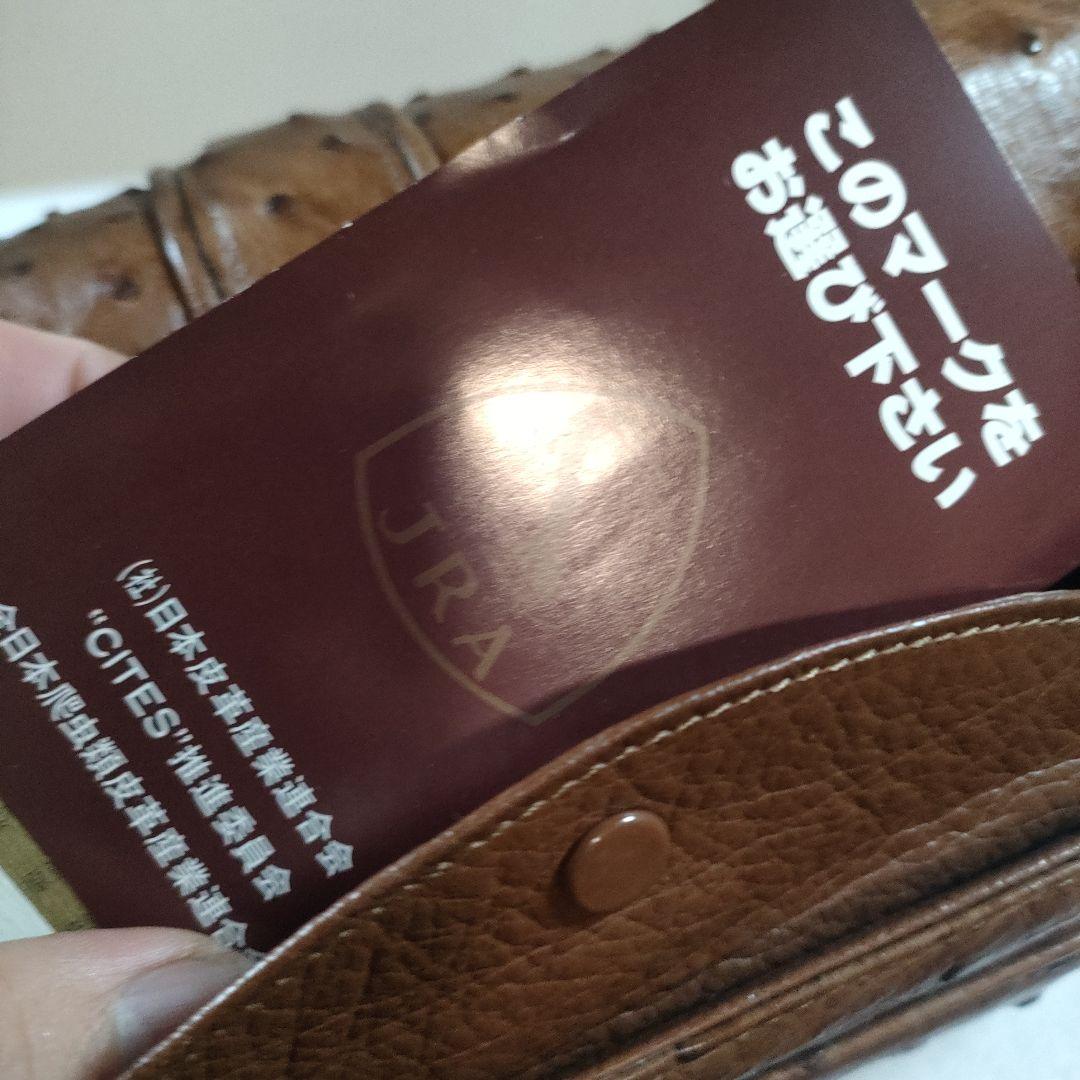 このマークを
お選び下さい
JRA
(社)日本皮革産業連合会
"CITES"推進委員会
全日本爬虫類皮革産業連合